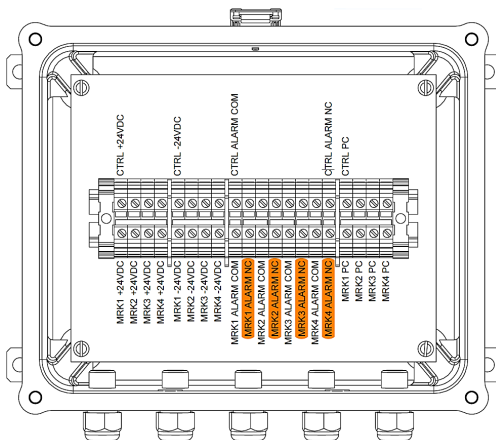 CTRL +24VDC
CTRL -24VDC
CTRL ALARM COM
CTRL ALARM NC
CTRL PC
MRK1 +24VDC
MRK2 +24VDC
MRK3 +24VDC
MRK4 +24VDC
MRK1 -24VDC
MRK2 -24VDC
MRK3 -24VDC
MRK4 -24VDC
MRK1 ALARM COM
MRK1 ALARM NC
MRK2 ALARM COM
MRK2 ALARM NC
MRK3 ALARM COM
MRK3 ALARM NC
MRK4 ALARM COM
MRK4 ALARM NC
MRK1 PC
MRK2 PC
MRK3 PC
MRK4 PC